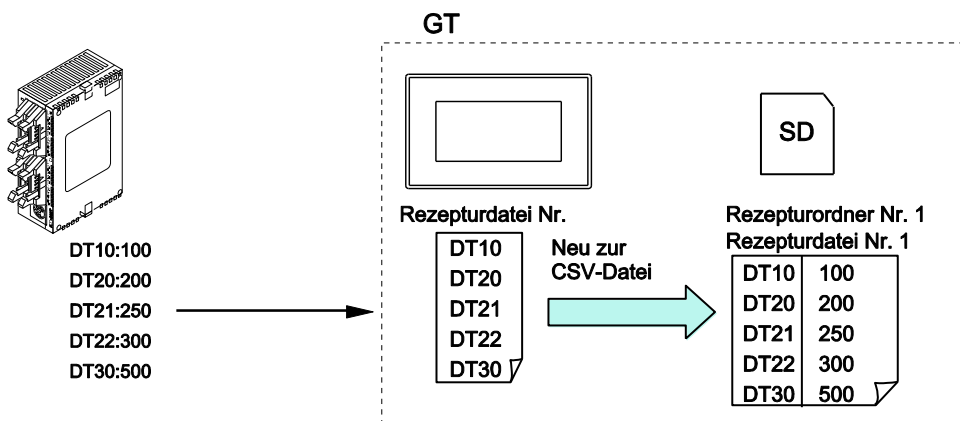 GT
SD
DT10:100
DT20:200
DT21:250
DT22:300
DT30:500
Rezepturdatei Nr.
DT10
DT20
DT21
DT22
DT30
Neu zur
CSV-Datei
Rezepturordner Nr. 1
Rezepturdatei Nr. 1
DT10 100
DT20 200
DT21 250
DT22 300
DT30 500